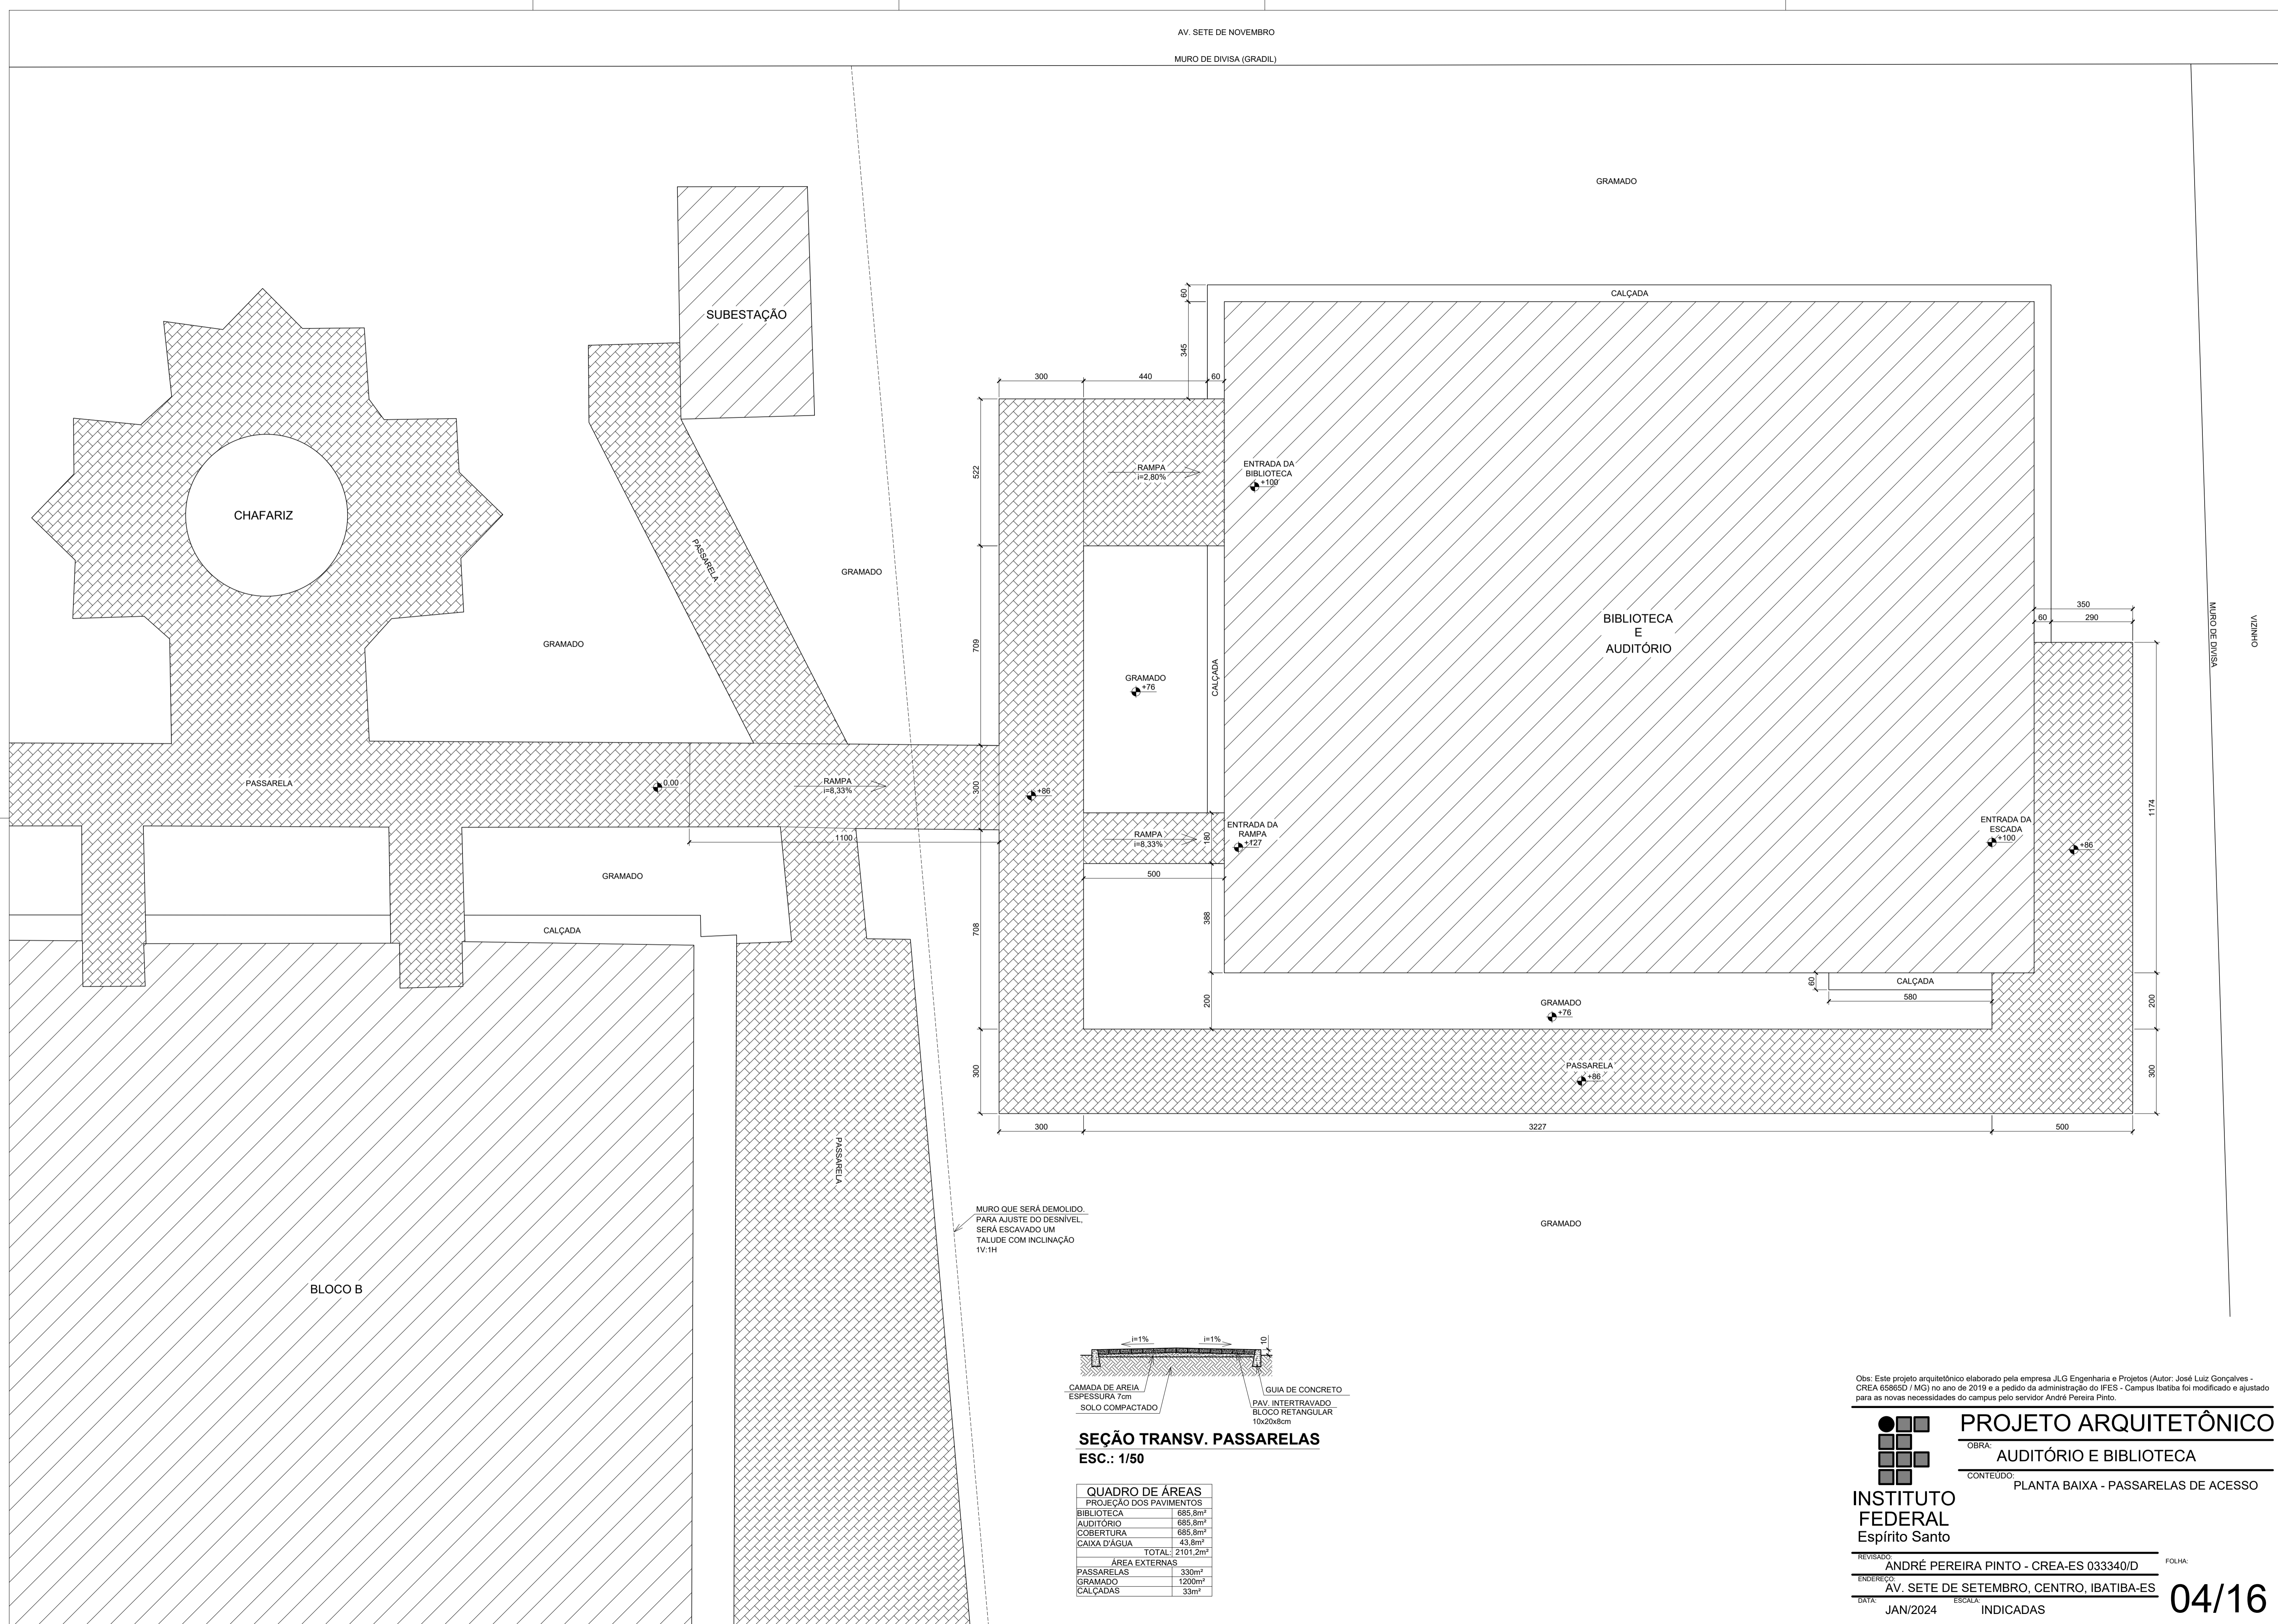 AV. SETE DE NOVEMBRO
MURO DE DIVISA (GRADIL)
GRAMADO
CALÇADA
60
345
SUBESTAÇÃO
300
440
60
522
RAMPA
i=2,80%
ENTRADA DA
BIBLIOTECA
+100
CHAFARIZ
PASSARELA
GRAMADO
GRAMADO
709
GRAMADO
+76
CALÇADA
BIBLIOTECA
E
AUDITÓRIO
350
60
290
MURO DE DIVISA
VIZINHO
PASSARELA
0.00
RAMPA
i=8,33%
300
+86
1100
RAMPA
i=8,33%
180
ENTRADA DA
RAMPA
+127
500
ENTRADA DA
ESCADA
+100
+86
1174
GRAMADO
CALÇADA
708
388
200
60
CALÇADA
580
GRAMADO
+76
200
300
PASSARELA
+86
300
300
3227
500
PASSARELA
MURO QUE SERÁ DEMOLIDO.
PARA AJUSTE DO DESNÍVEL,
SERÁ ESCAVADO UM
TALUDE COM INCLINAÇÃO
1V:1H
GRAMADO
BLOCO B
i=1%
i=1%
10
CAMADA DE AREIA
ESPESSURA 7cm
SOLO COMPACTADO
GUIA DE CONCRETO
PAV. INTERTRAVADO
BLOCO RETANGULAR
10x20x8cm
SEÇÃO TRANSV. PASSARELAS
ESC.: 1/50
QUADRO DE ÁREAS
PROJEÇÃO DOS PAVIMENTOS
BIBLIOTECA 685,8m²
AUDITÓRIO 685,8m²
COBERTURA 685,8m²
CAIXA D'ÁGUA 43,8m²
TOTAL: 2101,2m²
ÁREA EXTERNAS
PASSARELAS 330m²
GRAMADO 1200m²
CALÇADAS 33m²
Obs: Este projeto arquitetônico elaborado pela empresa JLG Engenharia e Projetos (Autor: José Luiz Gonçalves -
CREA 65865D / MG) no ano de 2019 e a pedido da administração do IFES - Campus Ibatiba foi modificado e ajustado
para as novas necessidades do campus pelo servidor André Pereira Pinto.
PROJETO ARQUITETÔNICO
OBRA:
AUDITÓRIO E BIBLIOTECA
CONTEÚDO:
PLANTA BAIXA - PASSARELAS DE ACESSO
INSTITUTO
FEDERAL
Espírito Santo
REVISADO:
ANDRÉ PEREIRA PINTO - CREA-ES 033340/D
ENDEREÇO:
AV. SETE DE SETEMBRO, CENTRO, IBATIBA-ES
DATA:
JAN/2024
ESCALA:
INDICADAS
FOLHA:
04/16